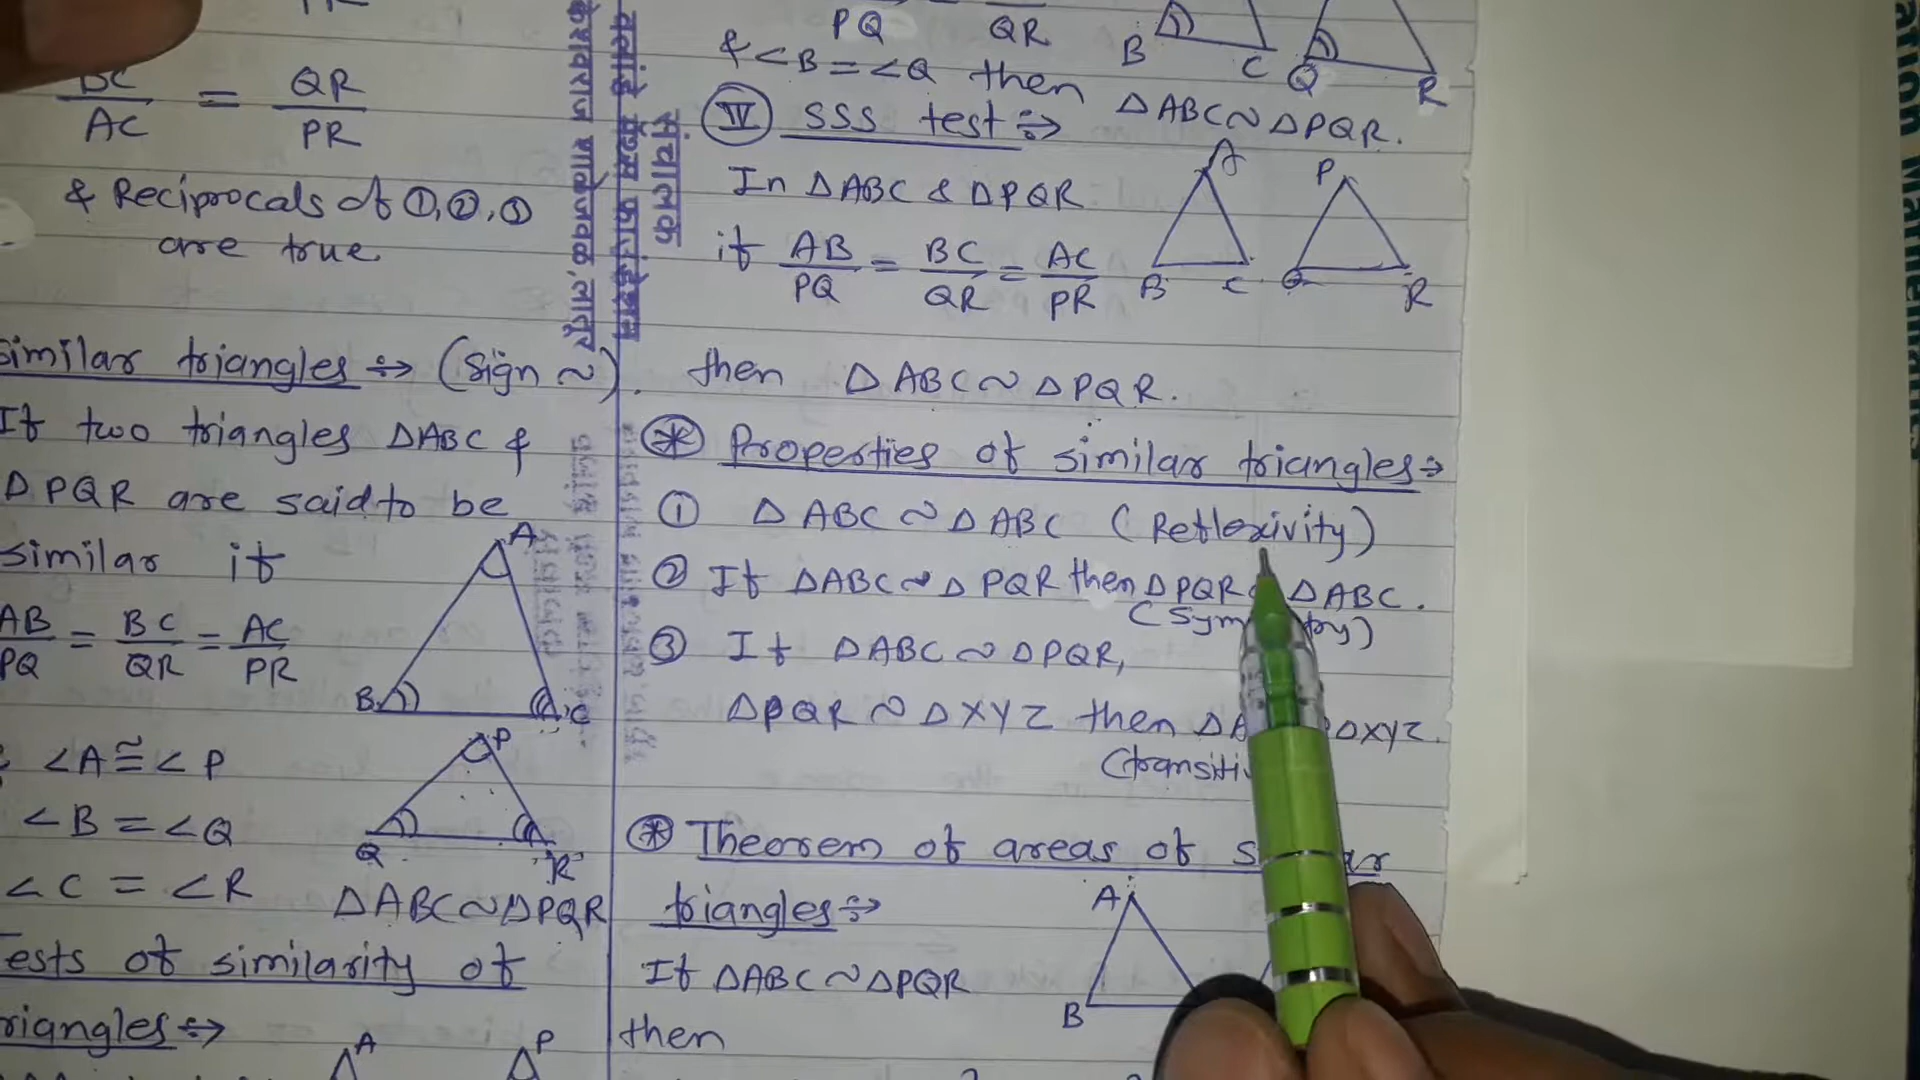 BC/AC = QR/PR
& Reciprocals of ①, ②, ③
are true.
Similar triangles ÷→ (Sign ~).
If two triangles ΔABC &
ΔPQR are said to be
similar if
AB/PQ = BC/QR = AC/PR
A
B
C
∠A ≅ ∠P
∠B = ∠Q
∠C = ∠R
P
Q
R
ΔABC ~ ΔPQR
Tests of similarity of
triangles ÷→
A
P
संचालक
शाळेजवळ, लातूर
PQ QR
& ∠B = ∠Q then
ΔABC ~ ΔPQR.
B
C
Q
R
IV SSS test ÷→
In ΔABC & ΔPQR
if AB/PQ = BC/QR = AC/PR
A
B
C
P
Q
R
then ΔABC ~ ΔPQR.
* Properties of similar triangles →
① ΔABC ~ ΔABC (Reflexivity)
② If ΔABC ~ ΔPQR then ΔPQR ΔABC.
③ If ΔABC ~ ΔPQR,
ΔPQR ~ ΔXYZ then ΔXYZ.
* Theorem of areas of
triangles ÷→
A
B
If ΔABC ~ ΔPQR
then